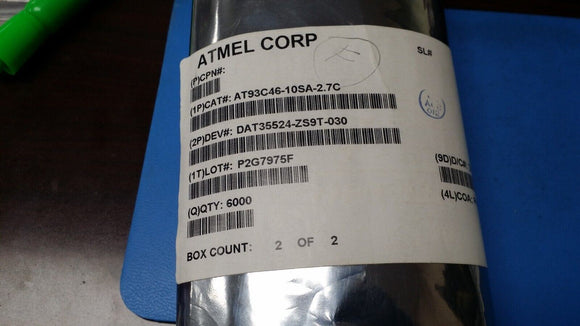 ATMEL CORP
SL#
(P)CPN#:
(1P)CAT#: AT93C46-10SA-2.7C
(2P)DEV#: DAT35524-ZS9T-030
(1T)LOT#: P2G7975F
(9D)D/C#:
(Q)QTY: 6000
(4L)COA:
BOX COUNT: 2 OF 2